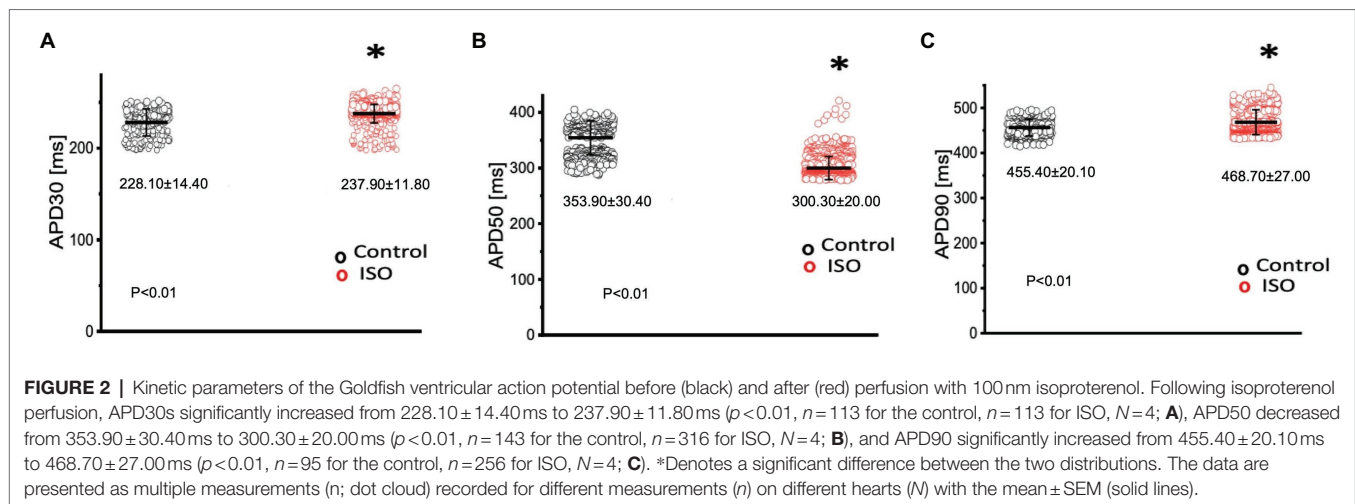 A
B
C
*
*
*
APD30 [ms]
200
100
0
228.10±14.40
237.90±11.80
Control
ISO
P<0.01
APD50 [ms]
400
300
200
100
0
353.90±30.40
300.30±20.00
Control
ISO
P<0.01
APD90 [ms]
500
400
300
200
100
0
455.40±20.10
468.70±27.00
Control
ISO
P<0.01
FIGURE 2 | Kinetic parameters of the Goldfish ventricular action potential before (black) and after (red) perfusion with 100 nm isoproterenol. Following isoproterenol
perfusion, APD30s significantly increased from 228.10 ± 14.40 ms to 237.90 ± 11.80 ms (p < 0.01, n = 113 for the control, n = 113 for ISO, N = 4; A), APD50 decreased
from 353.90 ± 30.40 ms to 300.30 ± 20.00 ms (p < 0.01, n = 143 for the control, n = 316 for ISO, N = 4; B), and APD90 significantly increased from 455.40 ± 20.10 ms
to 468.70 ± 27.00 ms (p < 0.01, n = 95 for the control, n = 256 for ISO, N = 4; C). *Denotes a significant difference between the two distributions. The data are
presented as multiple measurements (n; dot cloud) recorded for different measurements (n) on different hearts (N) with the mean ± SEM (solid lines).